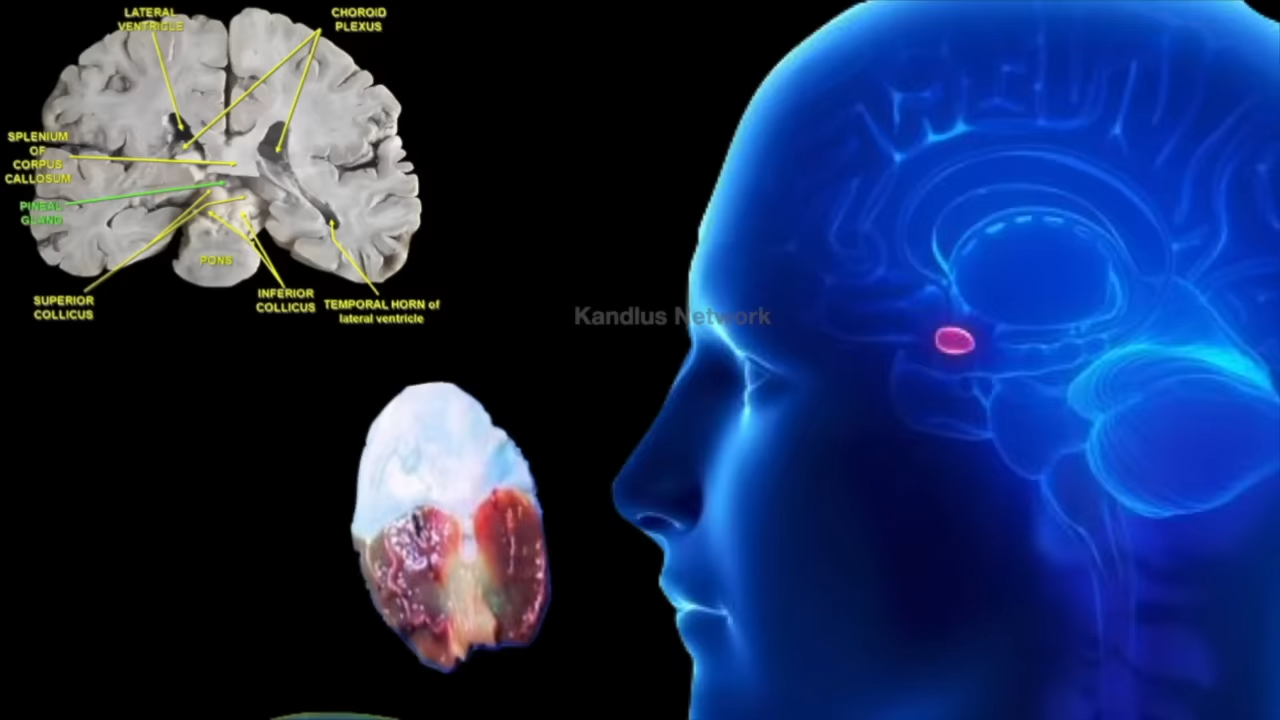 LATERAL
VENTRICLE
CHOROID
PLEXUS
SPLENIUM
OF
CORPUS
CALLOSUM
PINEAL
GLAND
PONS
SUPERIOR
COLLICUS
INFERIOR
COLLICUS
TEMPORAL HORN of
lateral ventricle
Kandlus Network